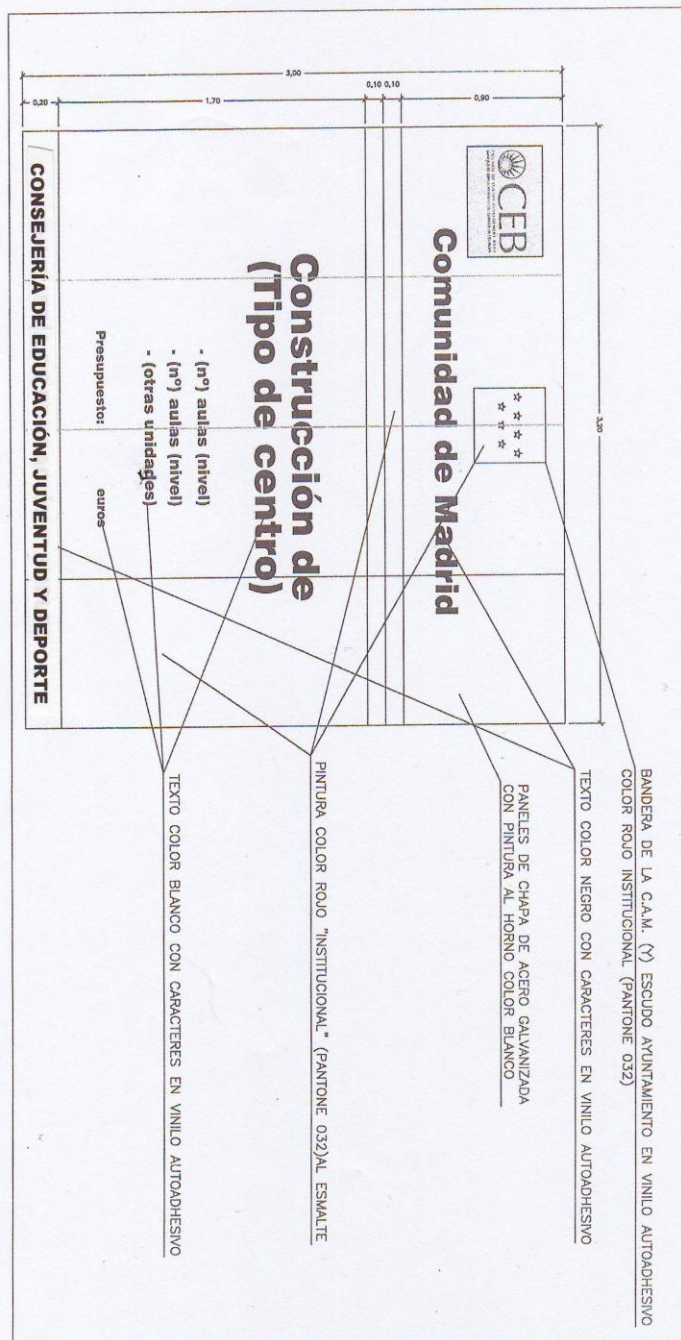 3,00
0,20
1,70
0,10
0,10
0,90
3,20
CEB
Comunidad de Madrid
Construcción de
(Tipo de centro)
- (nº) aulas (nivel)
- (nº) aulas (nivel)
- (otras unidades)
Presupuesto: euros
CONSEJERÍA DE EDUCACIÓN, JUVENTUD Y DEPORTE
BANDERA DE LA C.A.M. (Y) ESCUDO AYUNTAMIENTO EN VINILO AUTOADHESIVO
COLOR ROJO INSTITUCIONAL (PANTONE 032)
TEXTO COLOR NEGRO CON CARACTERES EN VINILO AUTOADHESIVO
PANELES DE CHAPA DE ACERO GALVANIZADA
CON PINTURA AL HORNO COLOR BLANCO
PINTURA COLOR ROJO "INSTITUCIONAL" (PANTONE 032)AL ESMALTE
TEXTO COLOR BLANCO CON CARACTERES EN VINILO AUTOADHESIVO